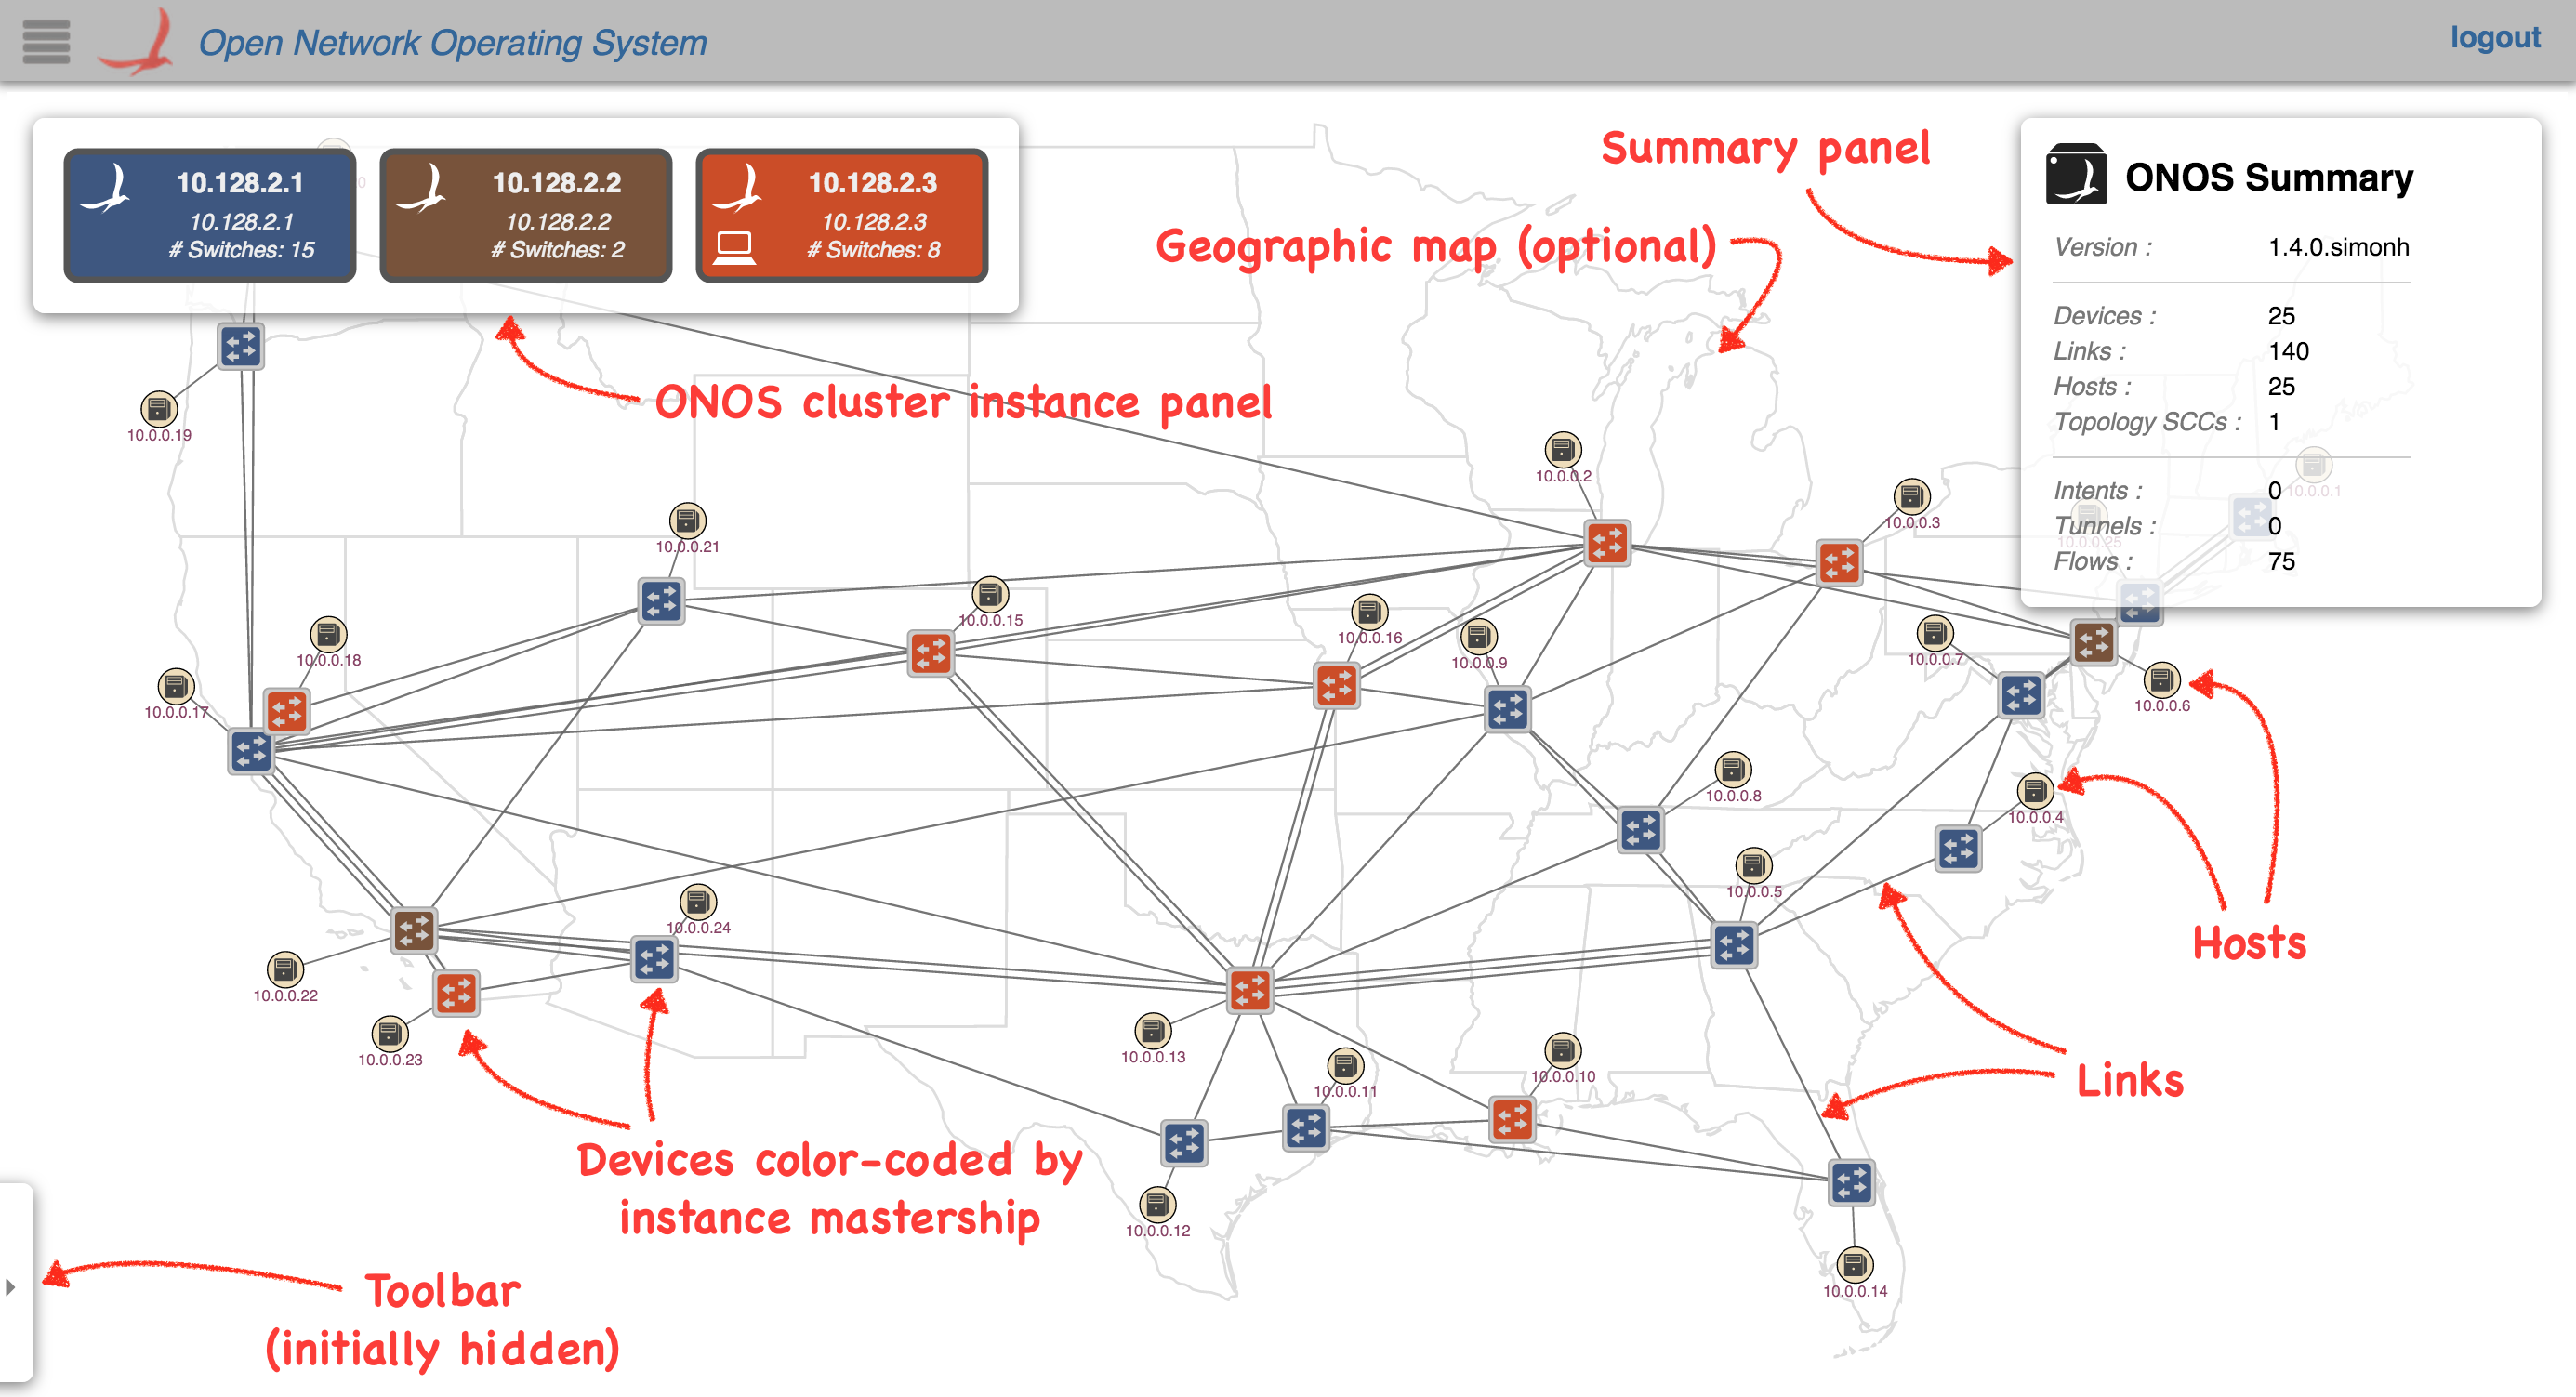 Open Network Operating System
logout
10.128.2.1
10.128.2.1
# Switches: 15
10.128.2.2
10.128.2.2
# Switches: 2
10.128.2.3
10.128.2.3
# Switches: 8
Summary panel
Geographic map (optional)
ONOS cluster instance panel
ONOS Summary
Version : 1.4.0.simonh
Devices : 25
Links : 140
Hosts : 25
Topology SCCs : 1
Intents : 0
Tunnels : 0
Flows : 75
10.0.0.1
10.0.0.25
10.0.0.19
10.0.0.2
10.0.0.3
10.0.0.21
10.0.0.15
10.0.0.16
10.0.0.9
10.0.0.18
10.0.0.7
10.0.0.17
10.0.0.6
10.0.0.8
10.0.0.4
10.0.0.5
10.0.0.24
Hosts
10.0.0.22
10.0.0.23
10.0.0.13
10.0.0.10
10.0.0.11
Links
Devices color-coded by
instance mastership
10.0.0.12
10.0.0.14
Toolbar
(initially hidden)